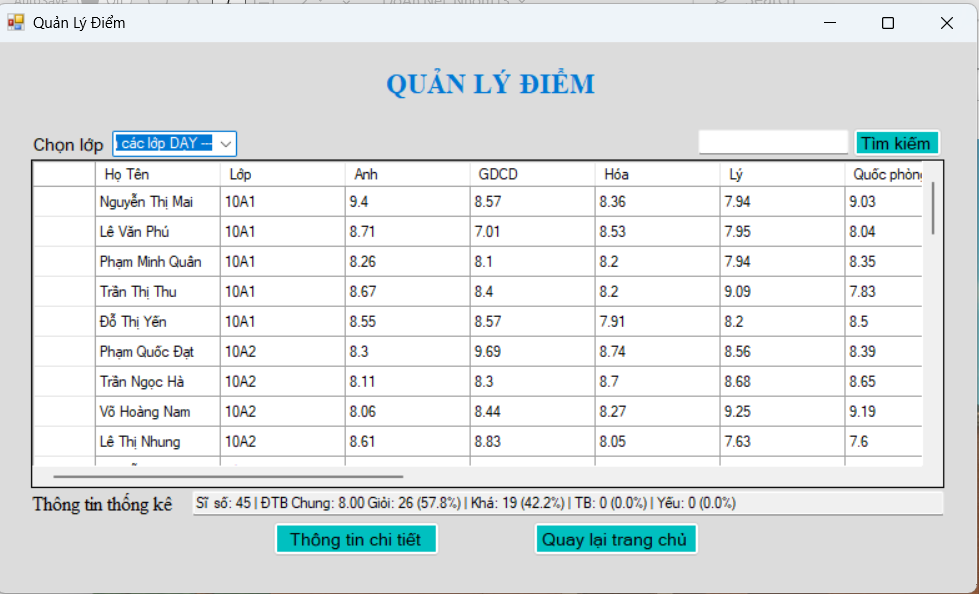 Quản Lý Điểm
QUẢN LÝ ĐIỂM
Chọn lớp các lớp DAY --- Tìm kiếm
Họ Tên Lớp Anh GDCD Hóa Lý Quốc phòng
Nguyễn Thị Mai 10A1 9.4 8.57 8.36 7.94 9.03
Lê Văn Phú 10A1 8.71 7.01 8.53 7.95 8.04
Phạm Minh Quân 10A1 8.26 8.1 8.2 7.94 8.35
Trần Thị Thu 10A1 8.67 8.4 8.2 9.09 7.83
Đỗ Thị Yến 10A1 8.55 8.57 7.91 8.2 8.5
Phạm Quốc Đạt 10A2 8.3 9.69 8.74 8.56 8.39
Trần Ngọc Hà 10A2 8.11 8.3 8.7 8.68 8.65
Võ Hoàng Nam 10A2 8.06 8.44 8.27 9.25 9.19
Lê Thị Nhung 10A2 8.61 8.83 8.05 7.63 7.6
Thông tin thống kê Sĩ số: 45 | ĐTB Chung: 8.00 Giỏi: 26 (57.8%) | Khá: 19 (42.2%) | TB: 0 (0.0%) | Yếu: 0 (0.0%)
Thông tin chi tiết Quay lại trang chủ